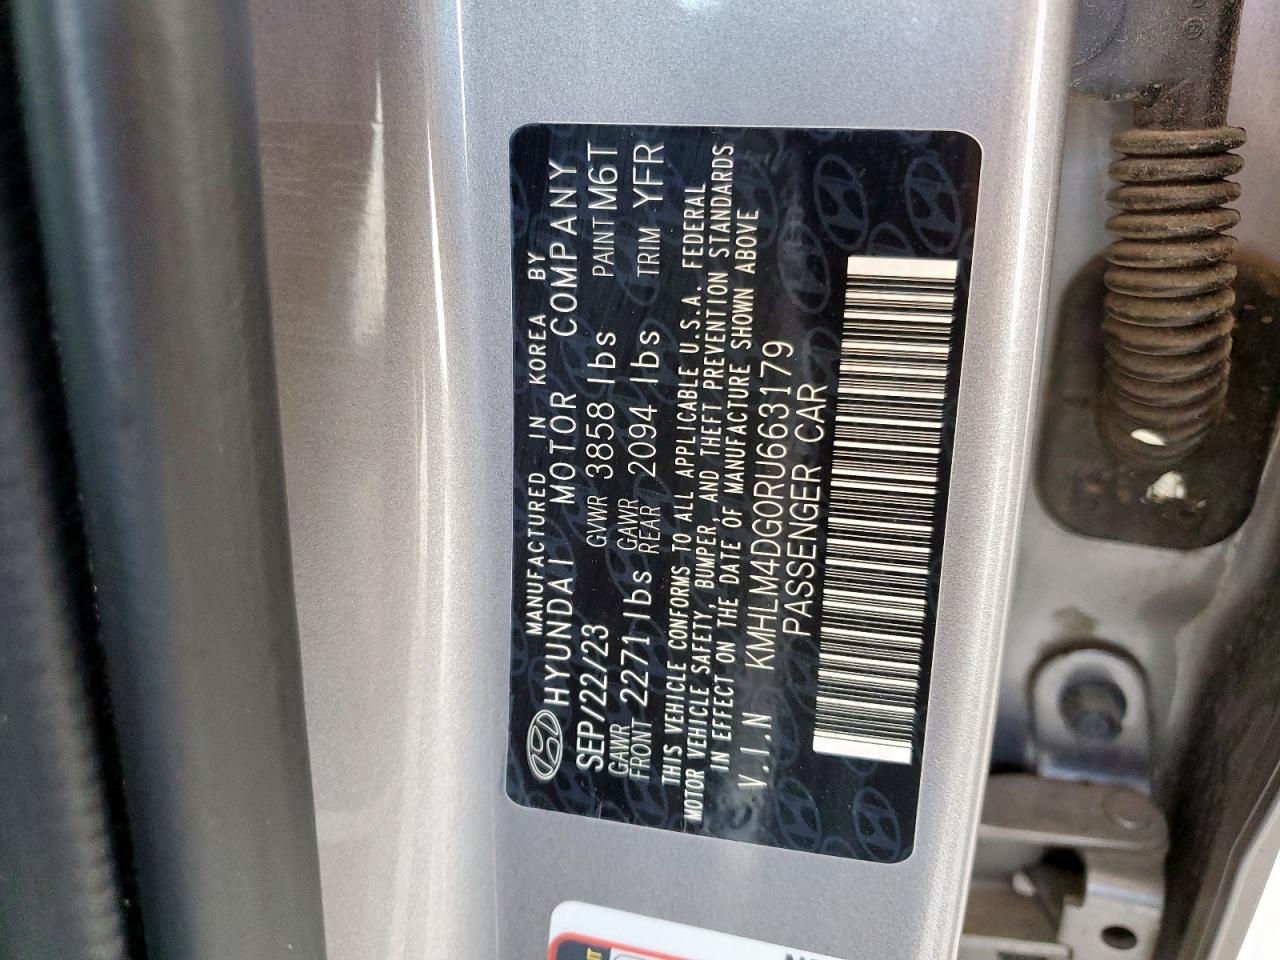 MANUFACTURED IN KOREA BY
HYUNDAI MOTOR COMPANY
SEP/22/23 GVWR 3858 lbs PAINT M6T
GAWR FRONT 2271 lbs GAWR REAR 2094 lbs TRIM YFR
THIS VEHICLE CONFORMS TO ALL APPLICABLE U.S.A. FEDERAL
MOTOR VEHICLE SAFETY, BUMPER, AND THEFT PREVENTION STANDARDS
IN EFFECT ON THE DATE OF MANUFACTURE SHOWN ABOVE
V.I.N KMHLM4DG0RU663179
PASSENGER CAR